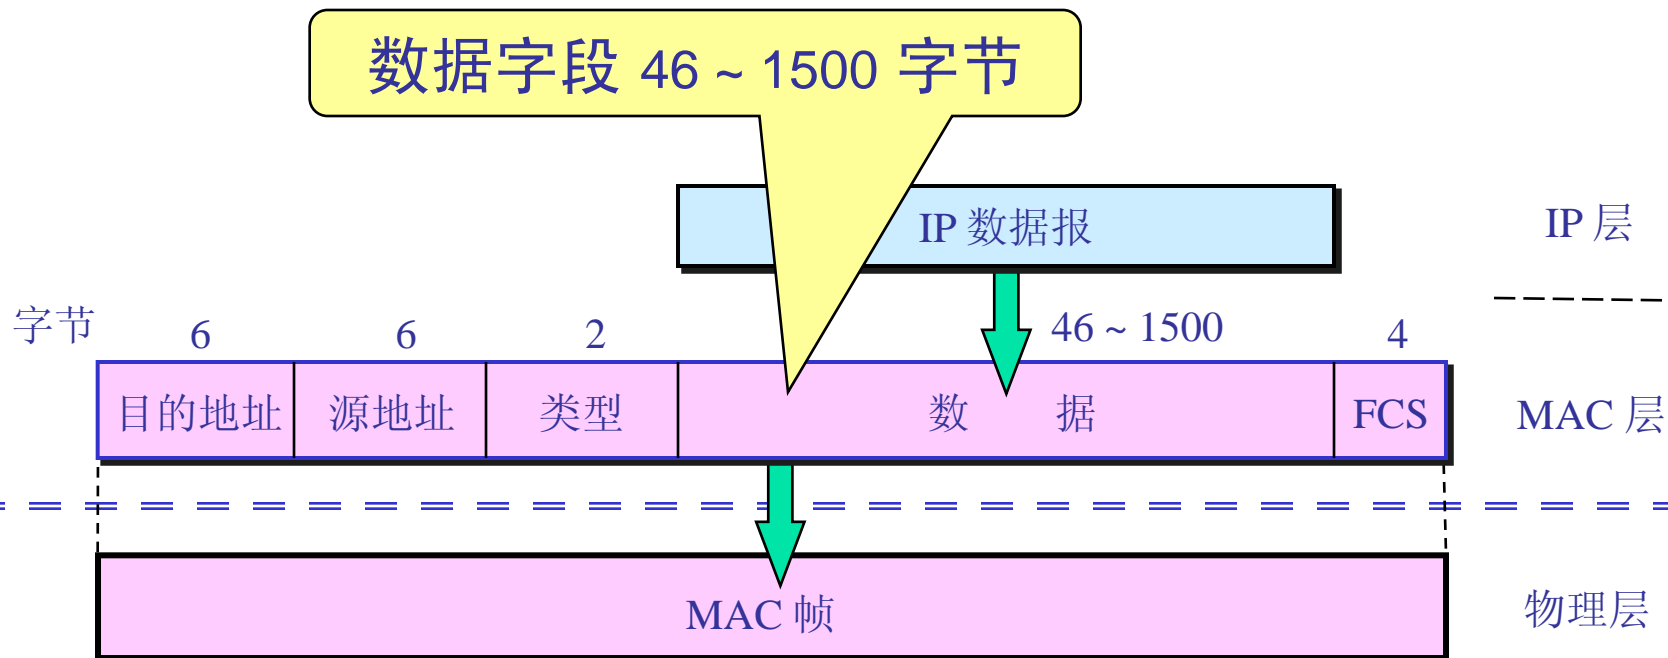 数据字段 46 ~ 1500 字节
IP 数据报
IP 层
字节 6 6 2 46 ~ 1500 4
目的地址 源地址 类型 数 据 FCS MAC 层
MAC 帧 物理层